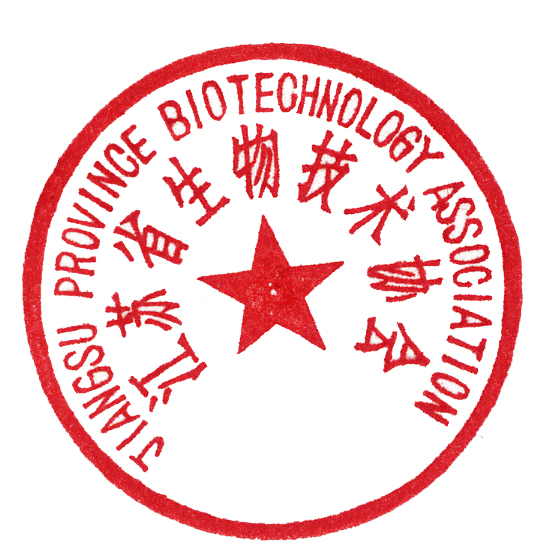 JIANGSU PROVINCE BIOTECHNOLOGY ASSOCIATION
江苏省生物技术协会